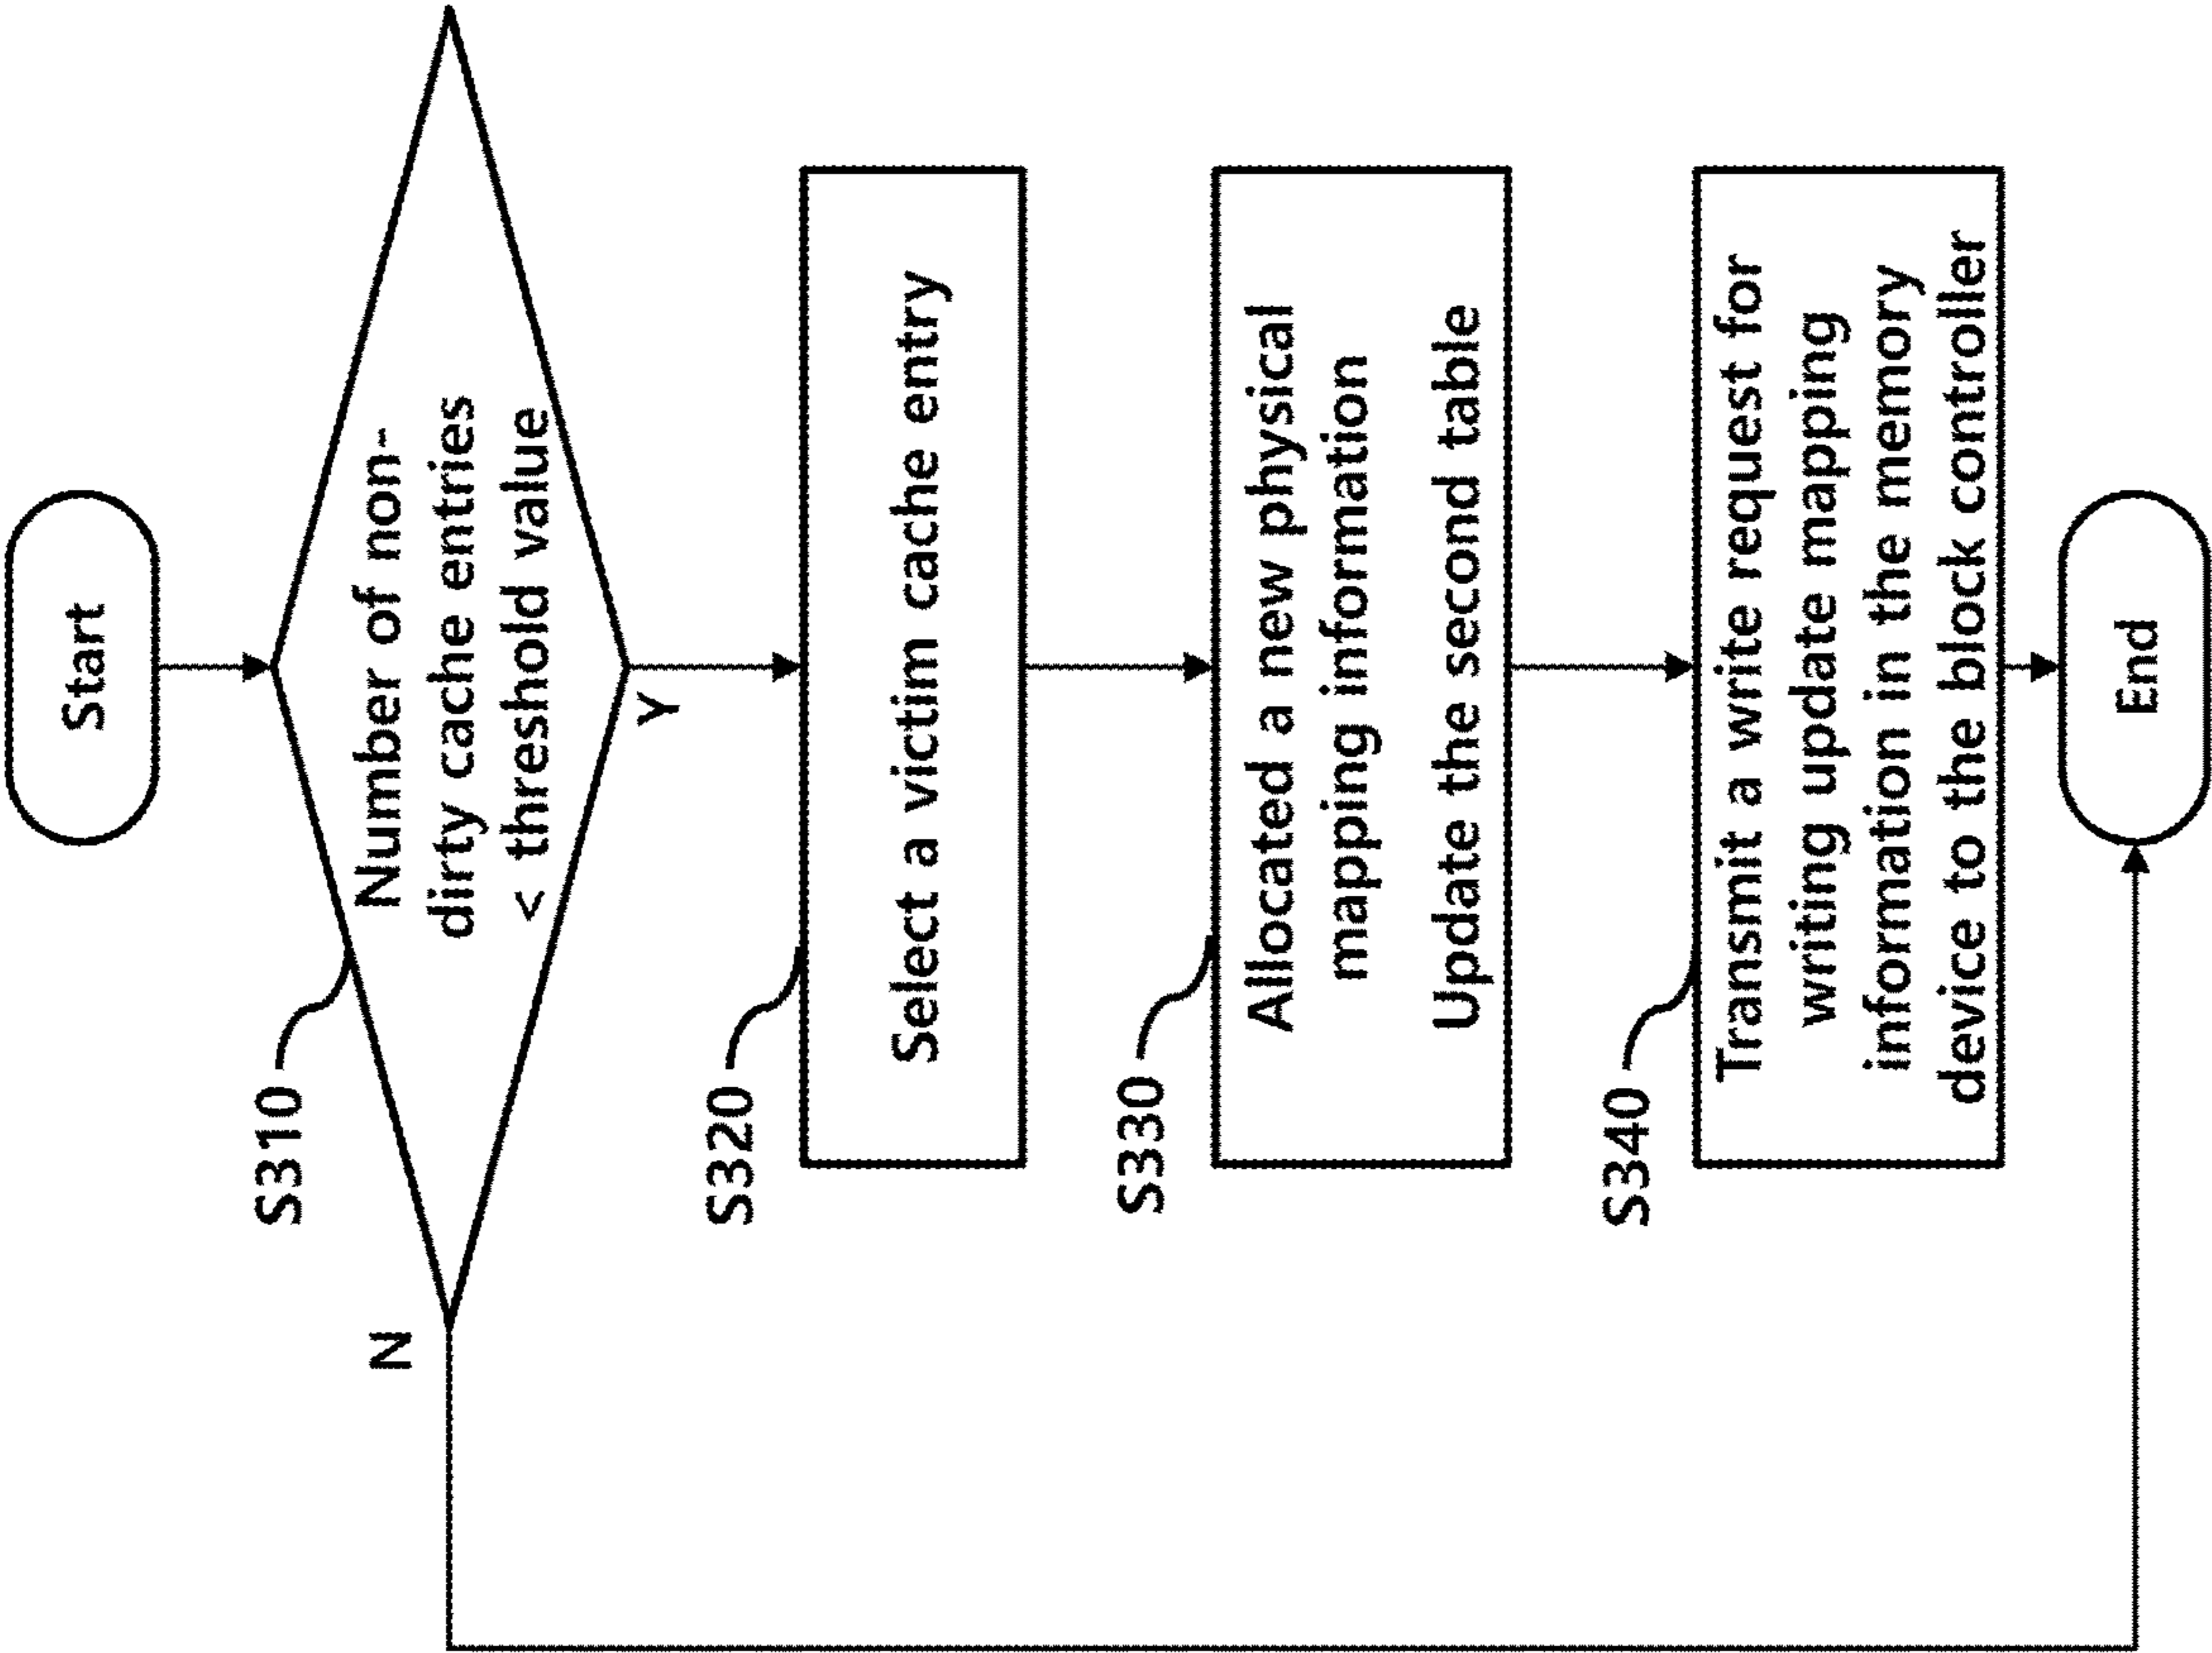 Start
S310
Number of non-
dirty cache entries
< threshold value
N
Y
S320
Select a victim cache entry
S330
Allocated a new physical
mapping information
Update the second table
S340
Transmit a write request for
writing update mapping
information in the memory
device to the block controller
End